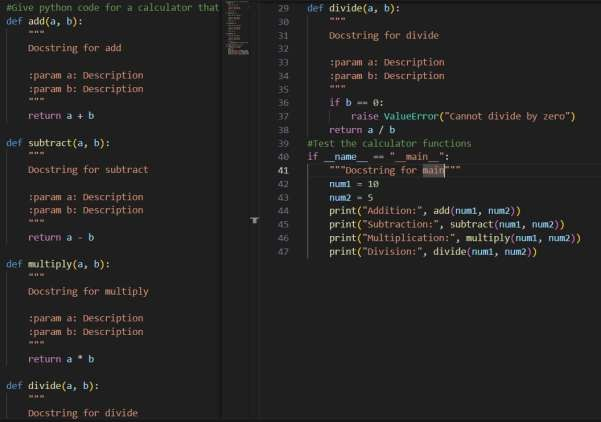 #Give python code for a calculator that
def add(a, b):
    """
    Docstring for add

    :param a: Description
    :param b: Description
    """
    return a + b

def subtract(a, b):
    """
    Docstring for subtract

    :param a: Description
    :param b: Description
    """
    return a - b

def multiply(a, b):
    """
    Docstring for multiply

    :param a: Description
    :param b: Description
    """
    return a * b

def divide(a, b):
    """
    Docstring for divide
29 def divide(a, b):
30     """
31     Docstring for divide
32
33     :param a: Description
34     :param b: Description
35     """
36     if b == 0:
37         raise ValueError("Cannot divide by zero")
38     return a / b
39 #Test the calculator functions
40 if __name__ == "__main__":
41     """Docstring for main"""
42     num1 = 10
43     num2 = 5
44     print("Addition:", add(num1, num2))
45     print("Subtraction:", subtract(num1, num2))
46     print("Multiplication:", multiply(num1, num2))
47     print("Division:", divide(num1, num2))